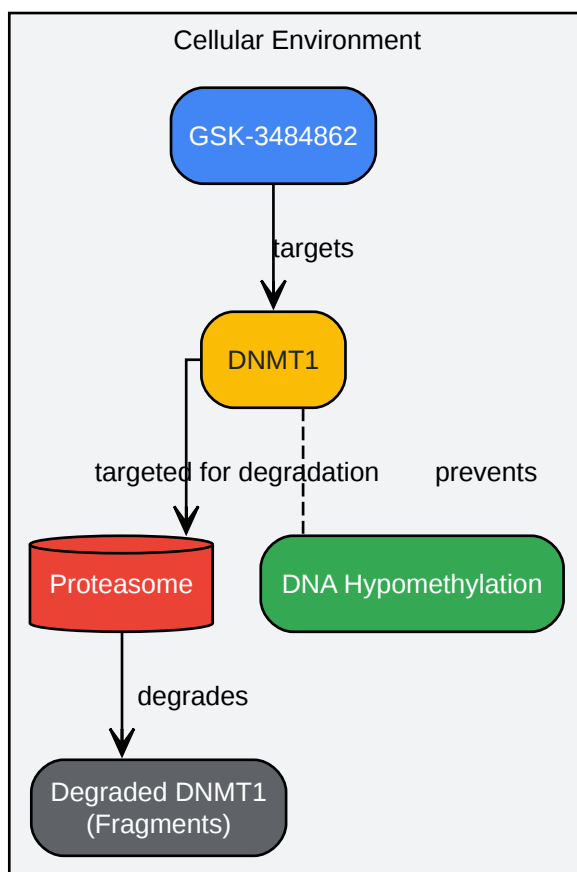 Cellular Environment
GSK-3484862
targets
DNMT1
targeted for degradation
prevents
Proteasome
DNA Hypomethylation
degrades
Degraded DNMT1
(Fragments)